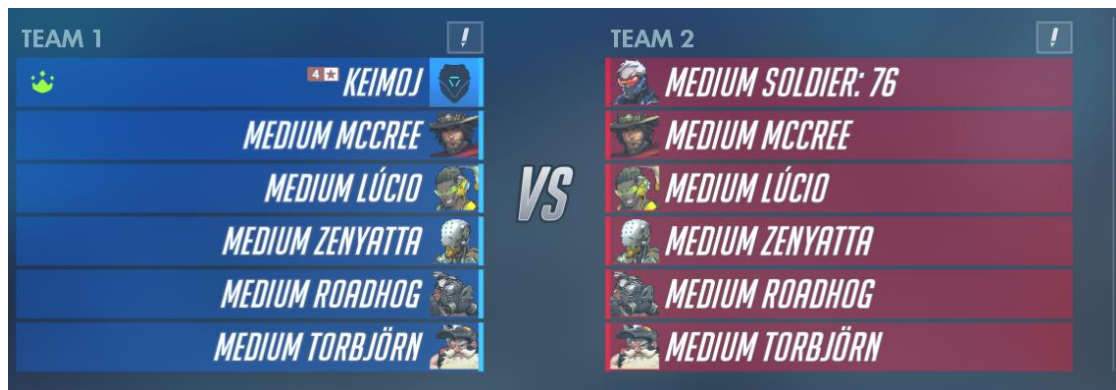 TEAM 1
!
4 KEIMOJ
MEDIUM MCCREE
MEDIUM LÚCIO
MEDIUM ZENYATTA
MEDIUM ROADHOG
MEDIUM TORBJÖRN
VS
TEAM 2
!
MEDIUM SOLDIER: 76
MEDIUM MCCREE
MEDIUM LÚCIO
MEDIUM ZENYATTA
MEDIUM ROADHOG
MEDIUM TORBJÖRN